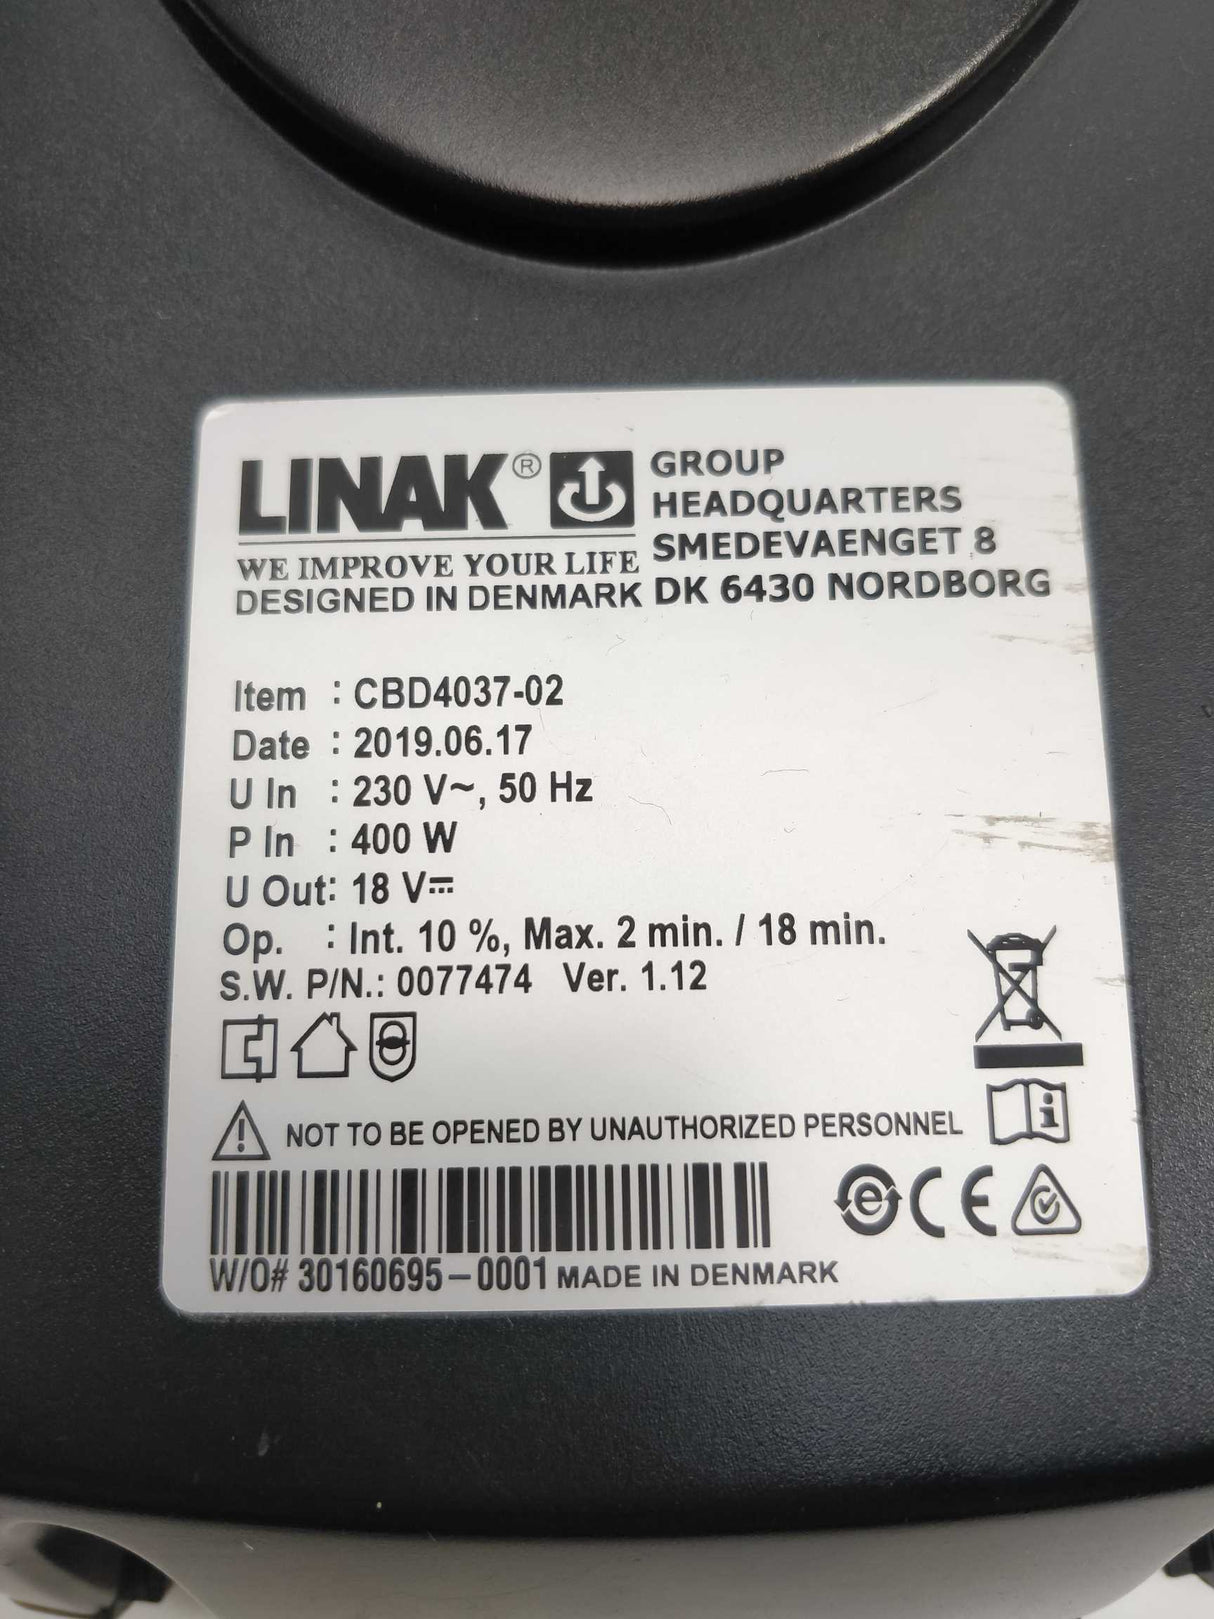 LINAK®
WE IMPROVE YOUR LIFE
DESIGNED IN DENMARK
GROUP
HEADQUARTERS
SMEDEVAENGET 8
DK 6430 NORDBORG
Item : CBD4037-02
Date : 2019.06.17
U In : 230 V~, 50 Hz
P In : 400 W
U Out: 18 V⎓
Op. : Int. 10 %, Max. 2 min. / 18 min.
S.W. P/N.: 0077474 Ver. 1.12
NOT TO BE OPENED BY UNAUTHORIZED PERSONNEL
W/O# 30160695-0001 MADE IN DENMARK
CE